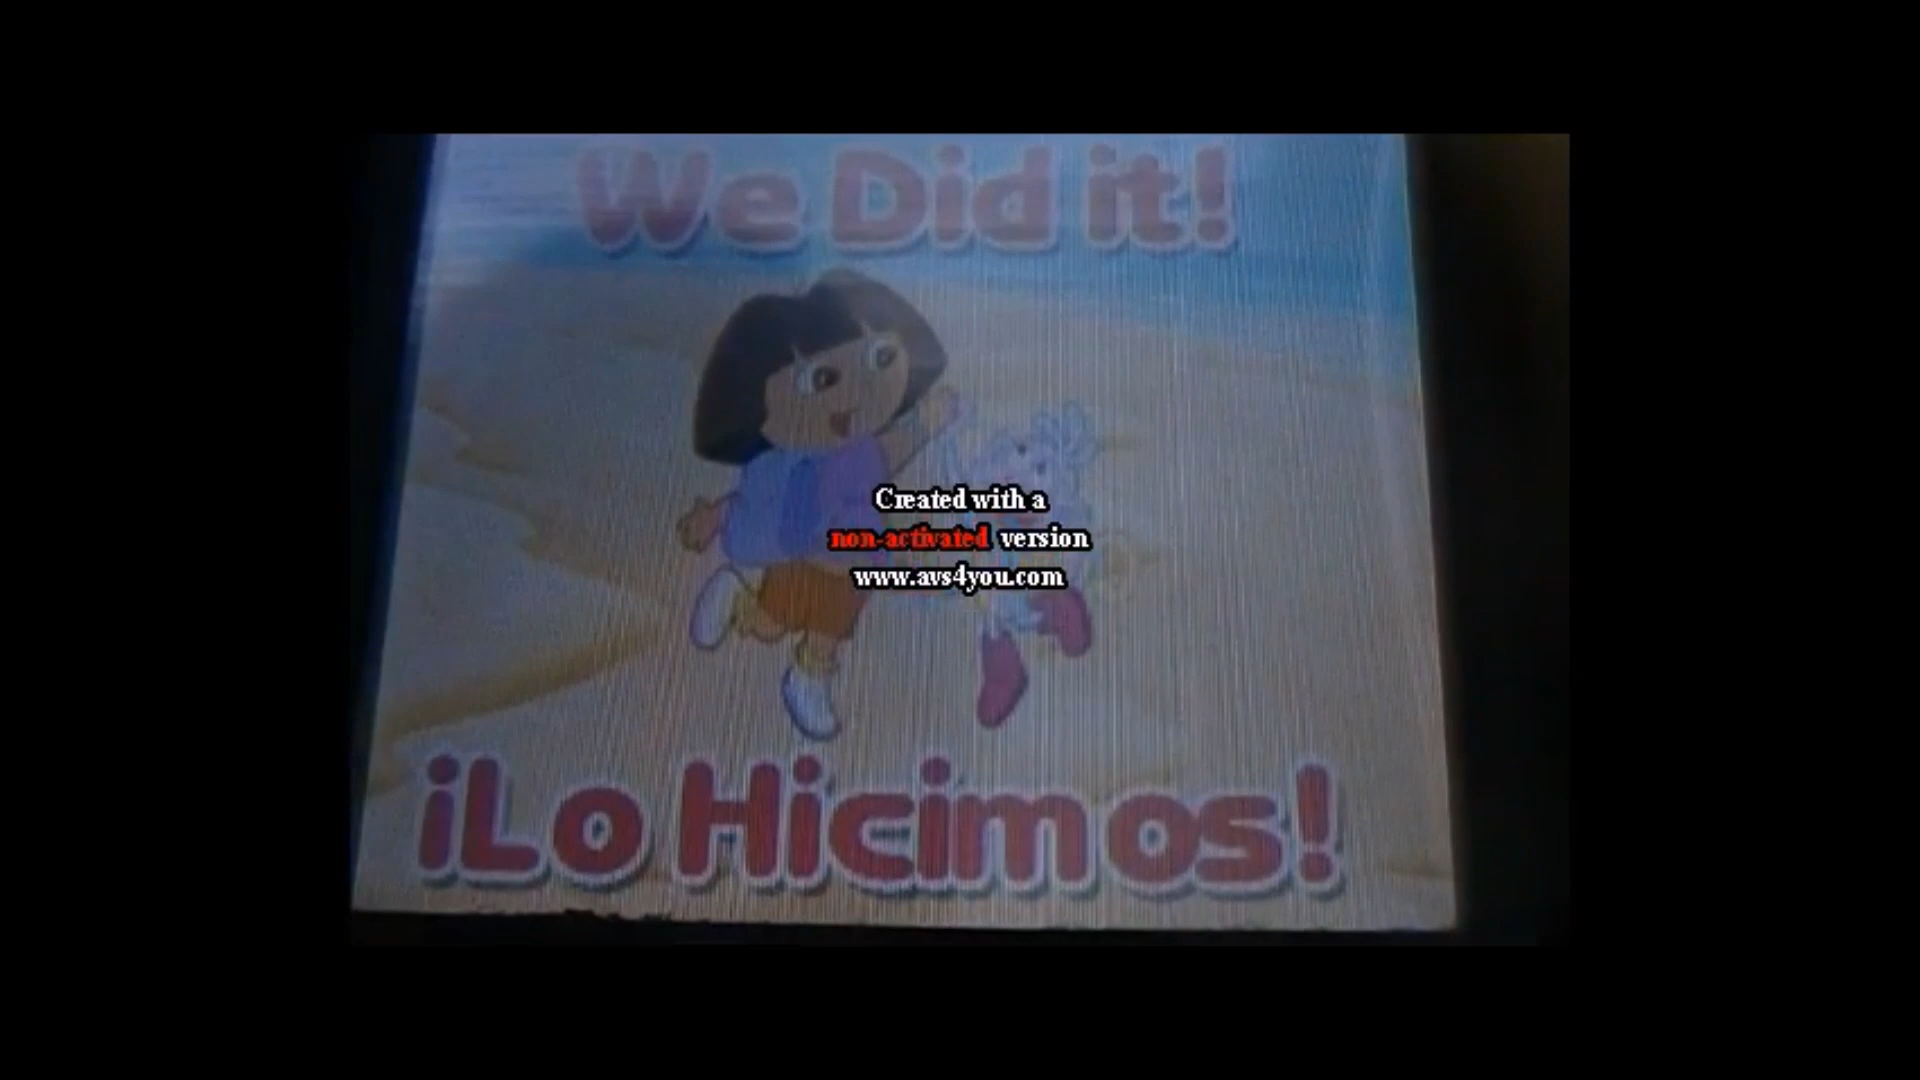 We Did it!
Created with a
non-activated version
www.avs4you.com
¡Lo Hicimos!